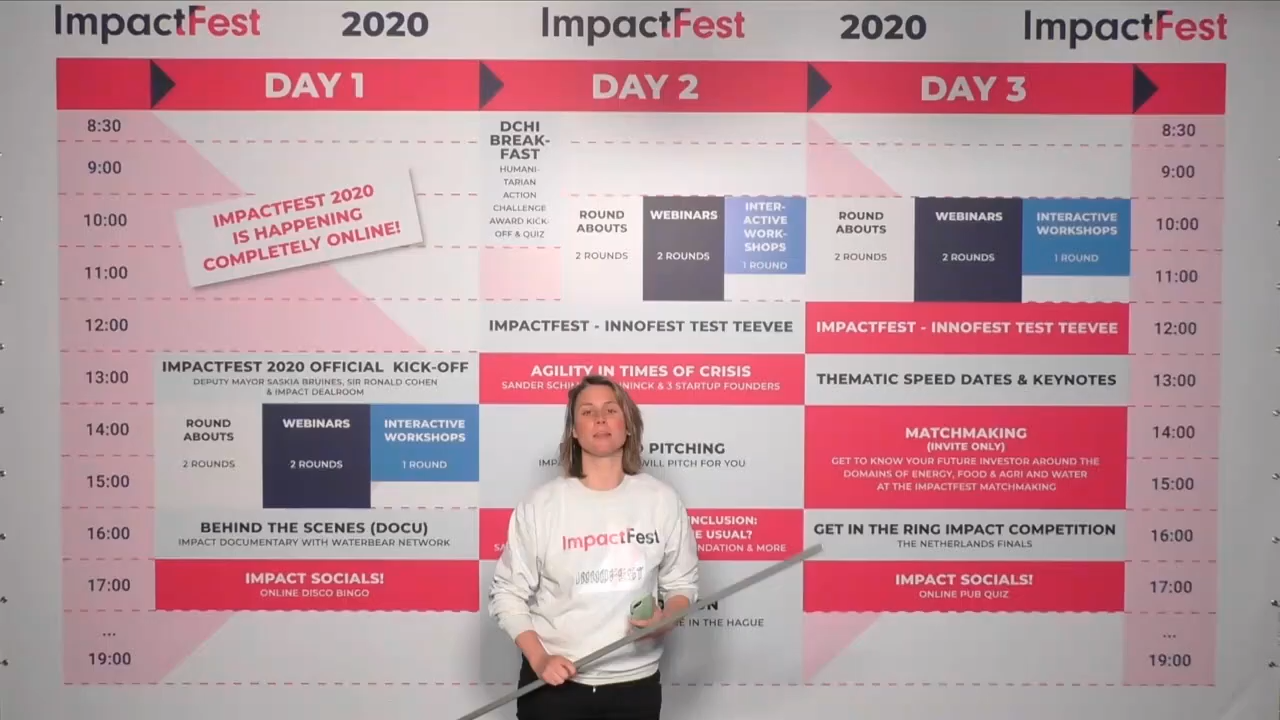 ImpactFest 2020 ImpactFest 2020 ImpactFest
DAY 1 DAY 2 DAY 3
8:30
9:00
10:00
11:00
12:00
13:00
14:00
15:00
16:00
17:00
...
19:00
IMPACTFEST 2020
IS HAPPENING
COMPLETELY ONLINE!
IMPACTFEST 2020 OFFICIAL KICK-OFF
DEPUTY MAYOR SASKIA BRUINES, SIR RONALD COHEN
& IMPACT DEALROOM
ROUND
ABOUTS
2 ROUNDS
WEBINARS
2 ROUNDS
INTERACTIVE
WORKSHOPS
1 ROUND
BEHIND THE SCENES (DOCU)
IMPACT DOCUMENTARY WITH WATERBEAR NETWORK
IMPACT SOCIALS!
ONLINE DISCO BINGO
DCHI
BREAK-
FAST
HUMANI-
TARIAN
ACTION
CHALLENGE
AWARD KICK-
OFF & QUIZ
ROUND
ABOUTS
2 ROUNDS
WEBINARS
2 ROUNDS
INTER-
ACTIVE
WORK-
SHOPS
1 ROUND
IMPACTFEST - INNOFEST TEST TEEVEE
AGILITY IN TIMES OF CRISIS
SANDER & 3 STARTUP FOUNDERS
PITCHING
WILL PITCH FOR YOU
USUAL?
& MORE
IN THE HAGUE
ROUND
ABOUTS
2 ROUNDS
WEBINARS
2 ROUNDS
INTERACTIVE
WORKSHOPS
1 ROUND
IMPACTFEST - INNOFEST TEST TEEVEE
THEMATIC SPEED DATES & KEYNOTES
MATCHMAKING
(INVITE ONLY)
GET TO KNOW YOUR FUTURE INVESTOR AROUND THE
DOMAINS OF ENERGY, FOOD & AGRI AND WATER
AT THE IMPACTFEST MATCHMAKING
GET IN THE RING IMPACT COMPETITION
THE NETHERLANDS FINALS
IMPACT SOCIALS!
ONLINE PUB QUIZ
8:30
9:00
10:00
11:00
12:00
13:00
14:00
15:00
16:00
17:00
...
19:00
ImpactFest